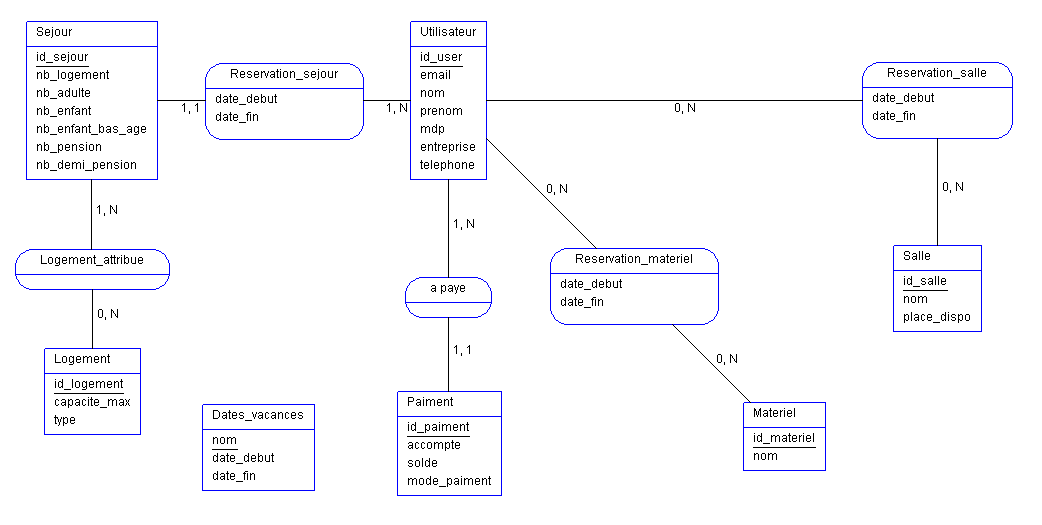 Sejour
id_sejour
nb_logement
nb_adulte
nb_enfant
nb_enfant_bas_age
nb_pension
nb_demi_pension
1, 1
Reservation_sejour
date_debut
date_fin
1, N
Utilisateur
id_user
email
nom
prenom
mdp
entreprise
telephone
0, N
Reservation_salle
date_debut
date_fin
0, N
Salle
id_salle
nom
place_dispo
1, N
Logement_attribue
0, N
Logement
id_logement
capacite_max
type
Dates_vacances
nom
date_debut
date_fin
1, N
a paye
1, 1
Paiment
id_paiment
accompte
solde
mode_paiment
0, N
Reservation_materiel
date_debut
date_fin
0, N
Materiel
id_materiel
nom